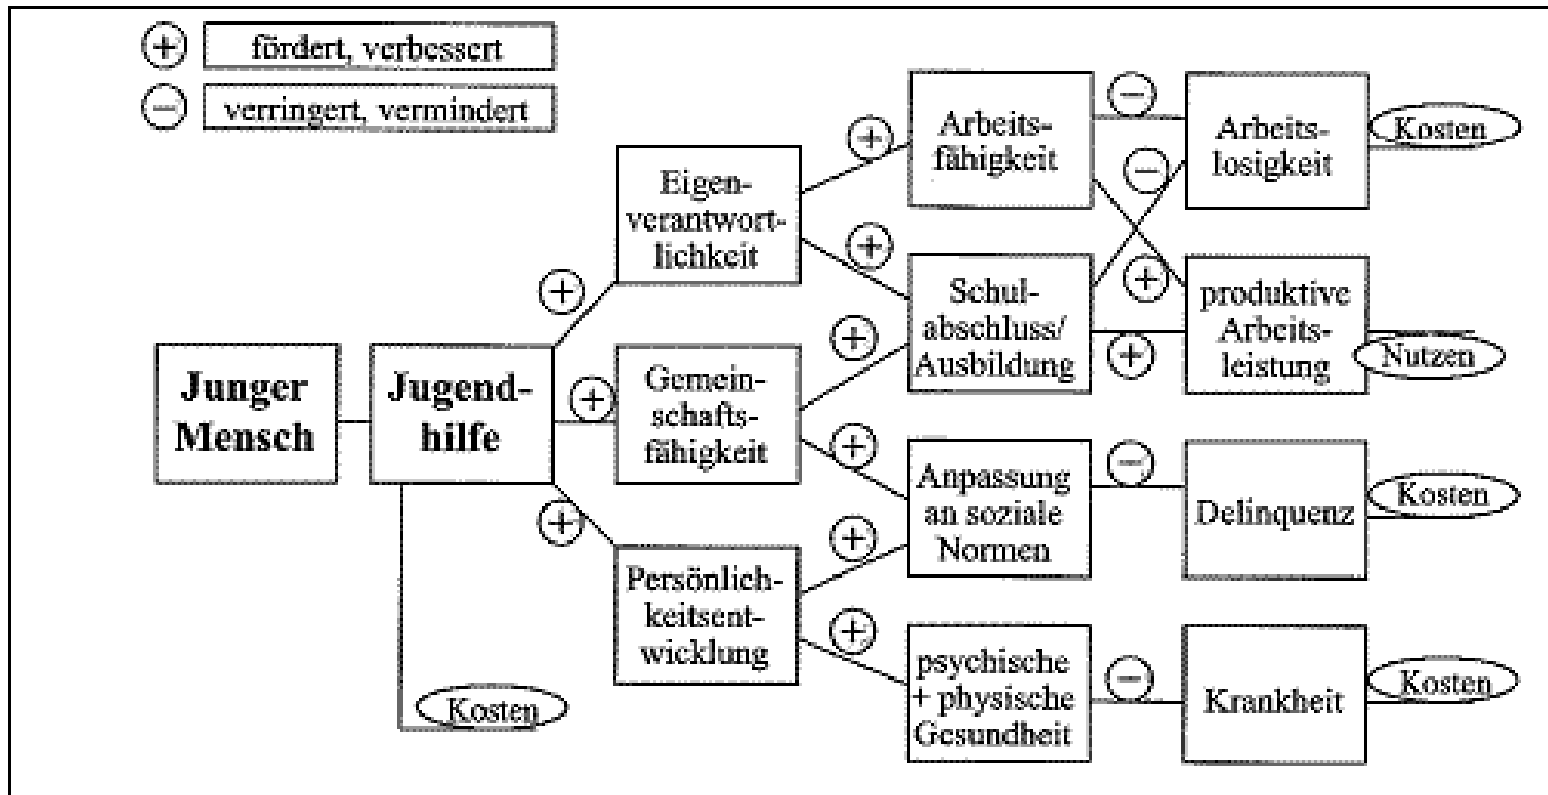 + fördert, verbessert
− verringert, vermindert
Junger
Mensch
Jugend-
hilfe
Kosten
+
+
+
Eigen-
verantwort-
lichkeit
Gemein-
schafts-
fähigkeit
Persönlich-
keitsent-
wicklung
+
+
+
+
+
+
Arbeits-
fähigkeit
Schul-
abschluss/
Ausbildung
Anpassung
an soziale
Normen
psychische
+ physische
Gesundheit
−
−
+
+
−
−
Arbeits-
losigkeit
Kosten
produktive
Arbeits-
leistung
Nutzen
Delinquenz
Kosten
Krankheit
Kosten